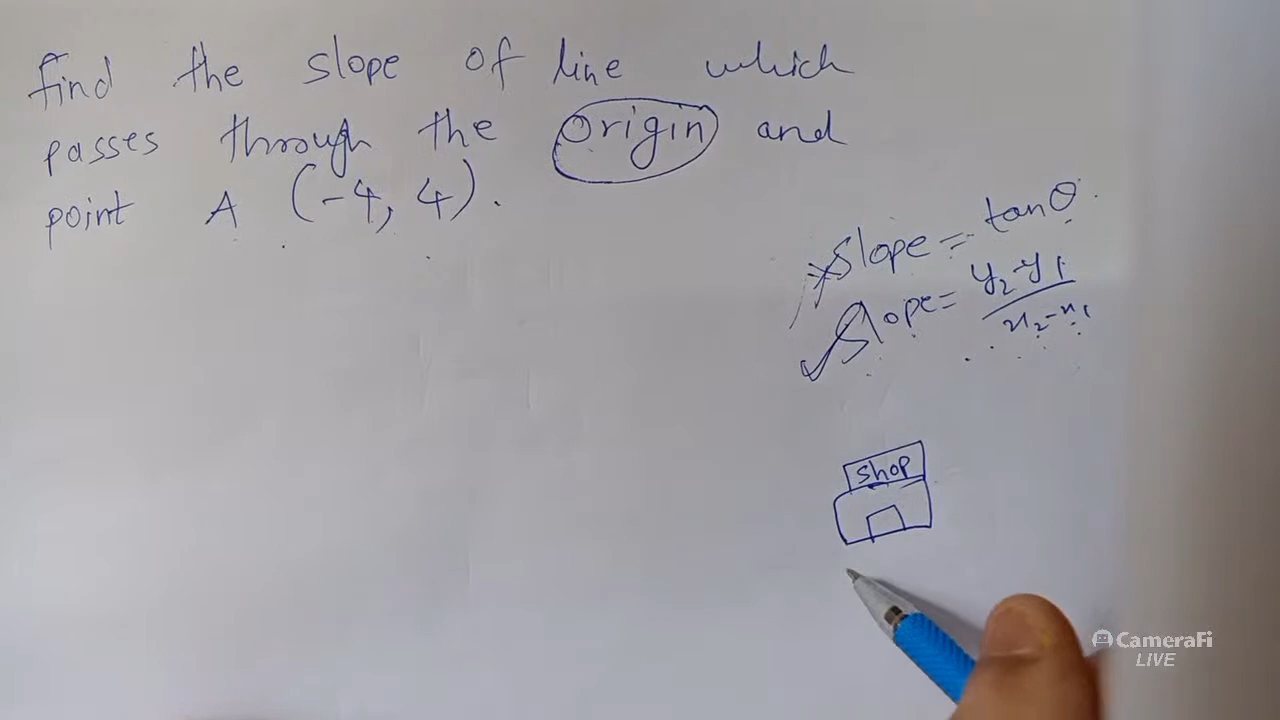 find the slope of line which
passes through the origin and
point A (-4, 4).
Slope = tanθ.
Slope = y₂-y₁/x₂-x₁
shop
CameraFi
LIVE